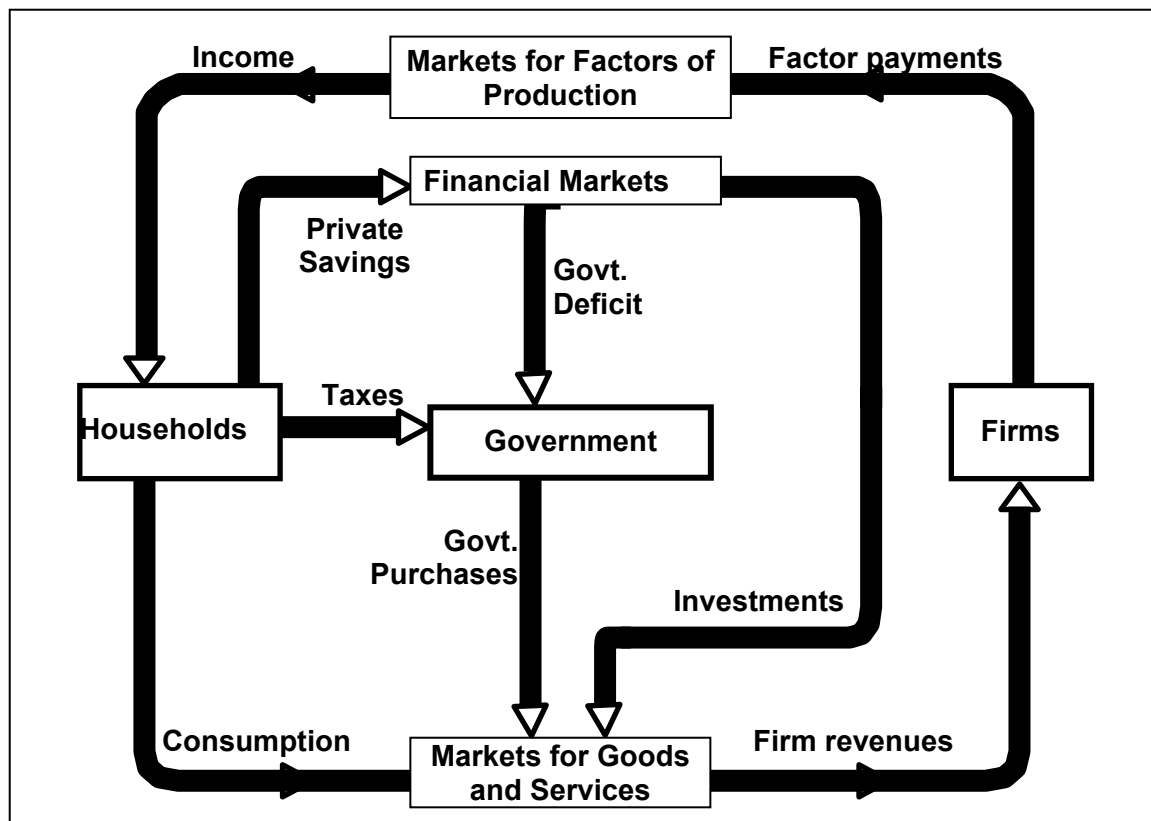 Income
Markets for Factors of
Production
Factor payments
Financial Markets
Private
Savings
Govt.
Deficit
Taxes
Households
Government
Firms
Govt.
Purchases
Investments
Consumption
Markets for Goods
and Services
Firm revenues